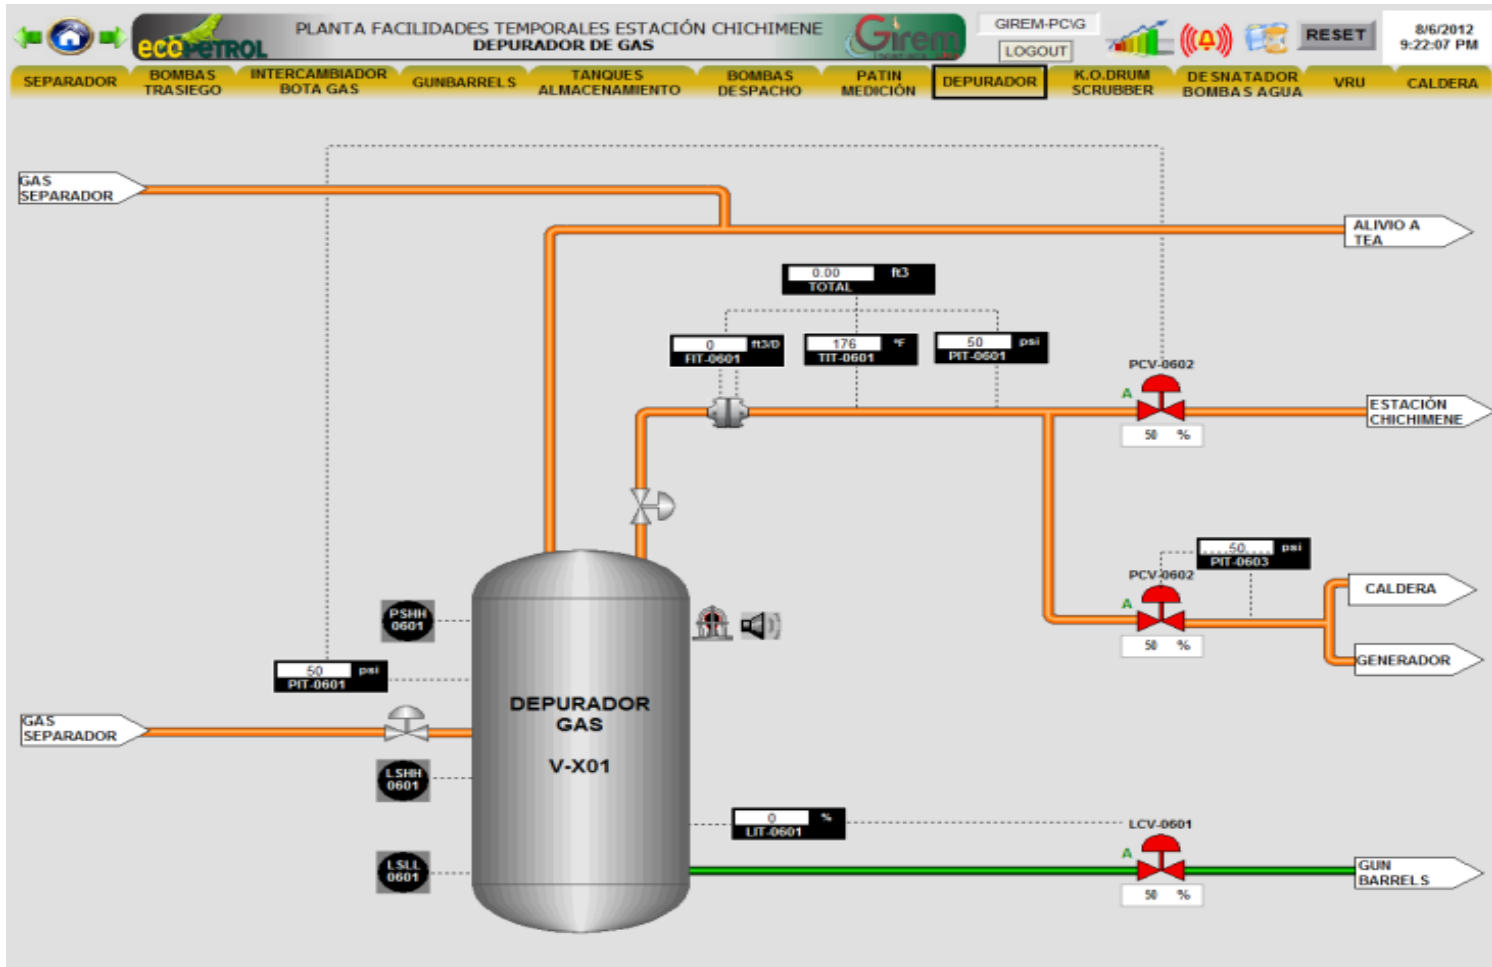 ecopetrol
PLANTA FACILIDADES TEMPORALES ESTACIÓN CHICHIMENE
DEPURADOR DE GAS
Girem
GIREM-PC\G
LOGOUT
RESET
8/6/2012
9:22:07 PM
SEPARADOR
BOMBAS
TRASIEGO
INTERCAMBIADOR
BOTA GAS
GUNBARRELS
TANQUES
ALMACENAMIENTO
BOMBAS
DESPACHO
PATIN
MEDICIÓN
DEPURADOR
K.O.DRUM
SCRUBBER
DESNATADOR
BOMBAS AGUA
VRU
CALDERA
GAS
SEPARADOR
ALIVIO A
TEA
0.00 ft3
TOTAL
0 ft3/D
FIT-0601
176 ºF
TIT-0601
50 psi
PIT-0601
PCV-0602
A
50 %
ESTACIÓN
CHICHIMENE
50 psi
PIT-0603
PCV-0602
A
50 %
CALDERA
GENERADOR
PSHH
0601
50 psi
PIT-0601
GAS
SEPARADOR
DEPURADOR
GAS
V-X01
LSHH
0601
0 %
LIT-0601
LCV-0601
A
50 %
LSLL
0601
GUN
BARRELS